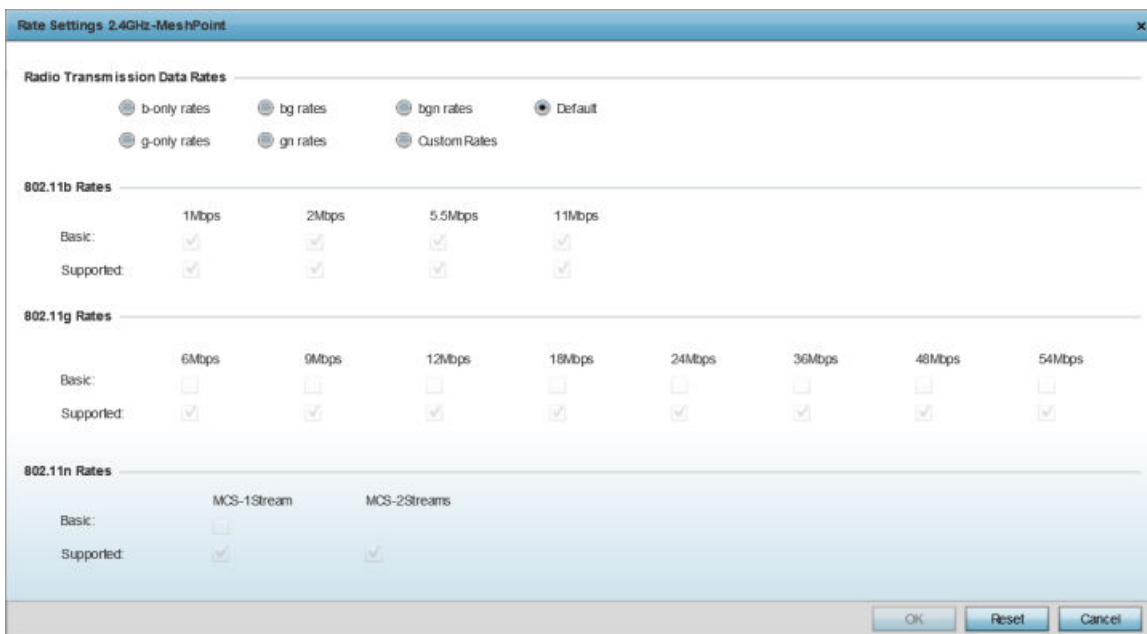 Rate Settings 2.4GHz-MeshPoint x
Radio Transmission Data Rates
b-only rates bg rates bgn rates Default
g-only rates gn rates Custom Rates
802.11b Rates
1Mbps 2Mbps 5.5Mbps 11Mbps
Basic:
Supported:
802.11g Rates
6Mbps 9Mbps 12Mbps 18Mbps 24Mbps 36Mbps 48Mbps 54Mbps
Basic:
Supported:
802.11n Rates
MCS-1Stream MCS-2Streams
Basic:
Supported:
OK Reset Cancel